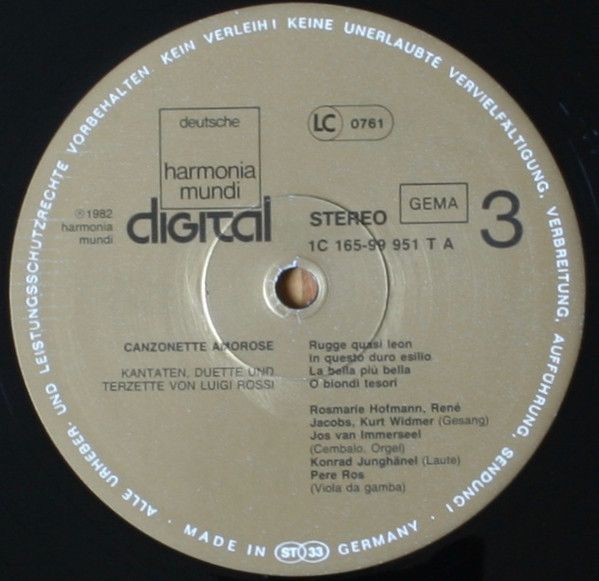 ALLE URHEBER- UND LEISTUNGSSCHUTZRECHTE VORBEHALTEN. KEIN VERLEIH! KEINE UNERLAUBTE VERVIELFÄLTIGUNG, VERBREITUNG, AUFFÜHRUNG, SENDUNG!
deutsche
harmonia
mundi
LC 0761
℗ 1982
harmonia
mundi
digital
STEREO
GEMA
3
1C 165-99 951 T A
CANZONETTE AMOROSE
KANTATEN, DUETTE UND
TERZETTE VON LUIGI ROSSI
Rugge quasi leon
In questo duro esilio
La bella più bella
O biondi tesori
Rosmarie Hofmann, René
Jacobs, Kurt Widmer (Gesang)
Jos van Immerseel
(Cembalo, Orgel)
Konrad Junghänel (Laute)
Pere Ros
(Viola da gamba)
· MADE IN ST 33 GERMANY ·